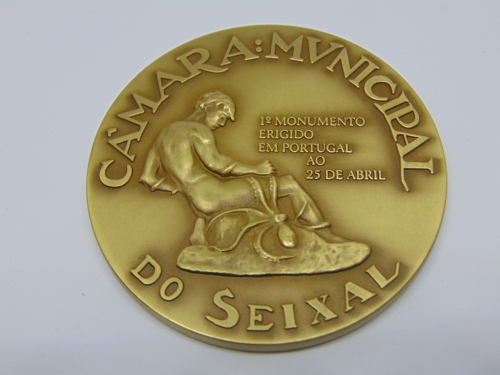 CÂMARA:MVNICIPAL
1º MONUMENTO
ERIGIDO
EM PORTUGAL
AO
25 DE ABRIL
DO SEIXAL